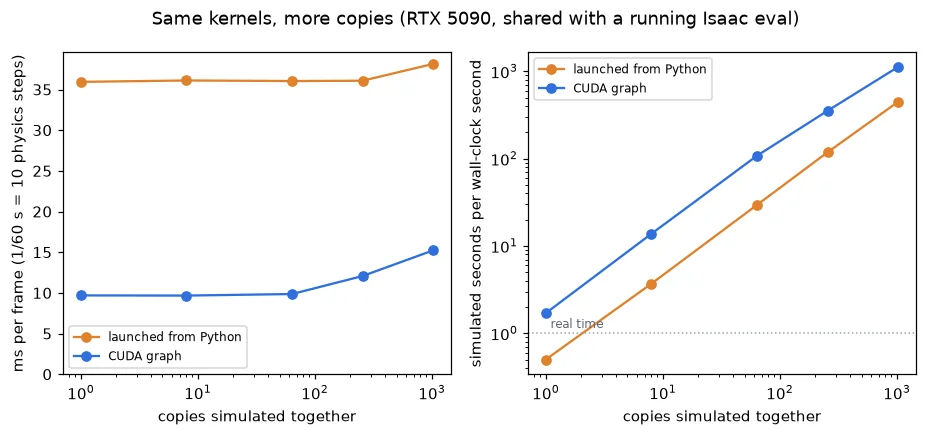 Same kernels, more copies (RTX 5090, shared with a running Isaac eval)
ms per frame (1/60 s = 10 physics steps)
35
30
25
20
15
10
5
0
launched from Python
CUDA graph
10⁰ 10¹ 10² 10³
copies simulated together
simulated seconds per wall-clock second
10³
10²
10¹
10⁰
launched from Python
CUDA graph
real time
10⁰ 10¹ 10² 10³
copies simulated together